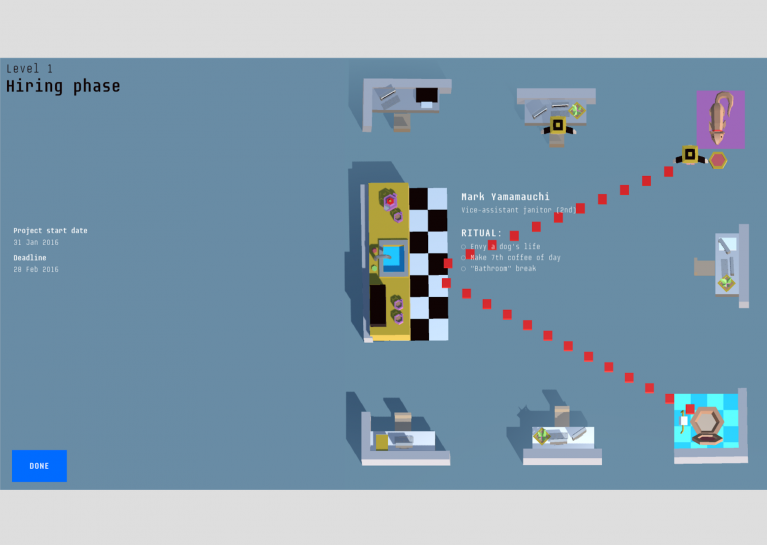 Level 1
Hiring phase
Mark Yamamauchi
Vice-assistant janitor (2nd)
RITUAL:
Envy a dog's life
Make 7th coffee of day
"Bathroom" break
Project start date
31 Jan 2016
Deadline
28 Feb 2016
DONE